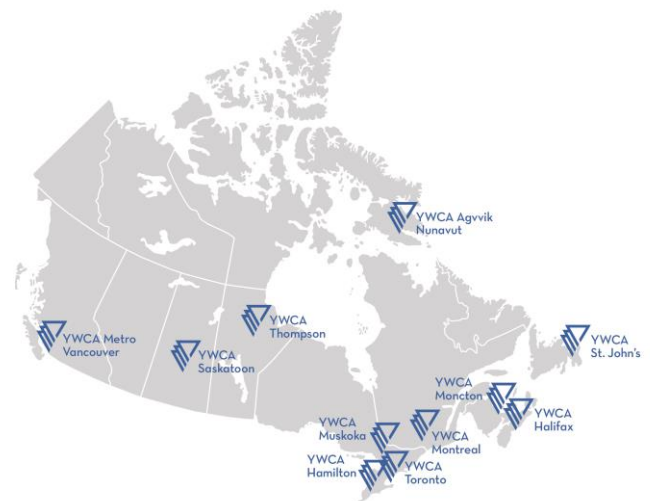 YWCA Agvvik
Nunavut
YWCA
Thompson
YWCA Metro
Vancouver
YWCA
Saskatoon
YWCA
St. John's
YWCA
Moncton
YWCA
Halifax
YWCA
Muskoka
YWCA
Montreal
YWCA
Hamilton
YWCA
Toronto